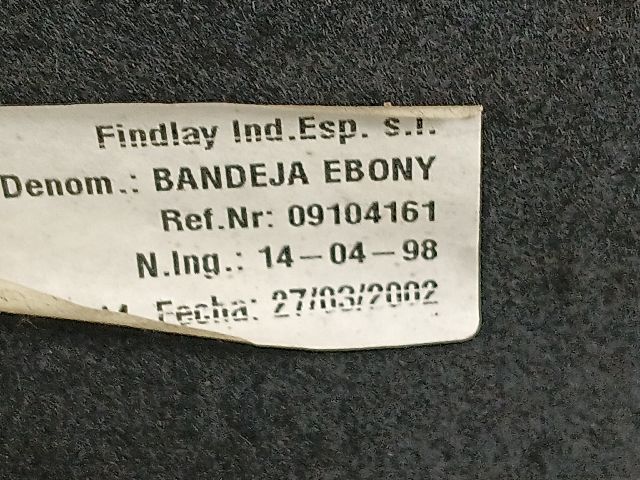 Findlay Ind.Esp. s.l.
Denom.: BANDEJA EBONY
Ref.Nr: 09104161
N.Ing.: 14-04-98
Fecha: 27/03/2002